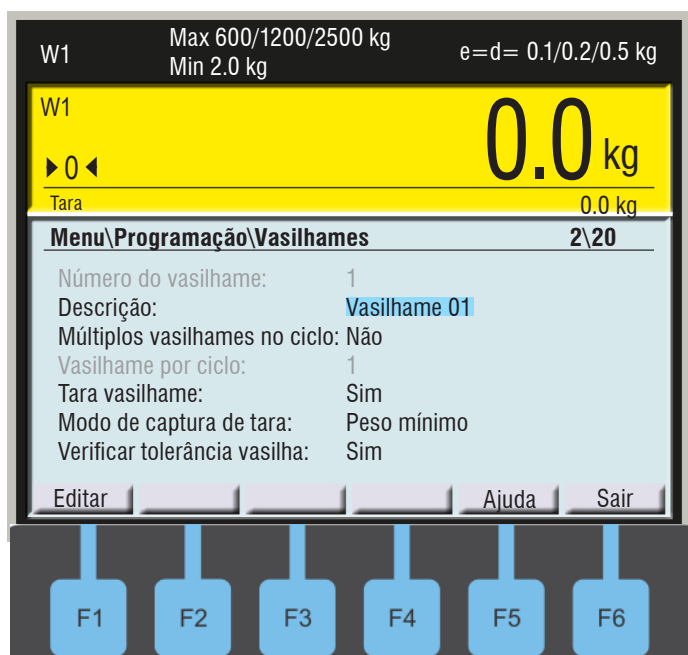 W1 Max 600/1200/2500 kg e=d= 0.1/0.2/0.5 kg
Min 2.0 kg
W1
0.0 kg
0
Tara 0.0 kg
Menu\Programação\Vasilhames 2\20
Número do vasilhame: 1
Descrição: Vasilhame 01
Múltiplos vasilhames no ciclo: Não
Vasilhame por ciclo: 1
Tara vasilhame: Sim
Modo de captura de tara: Peso mínimo
Verificar tolerância vasilha: Sim
Editar Ajuda Sair
F1 F2 F3 F4 F5 F6